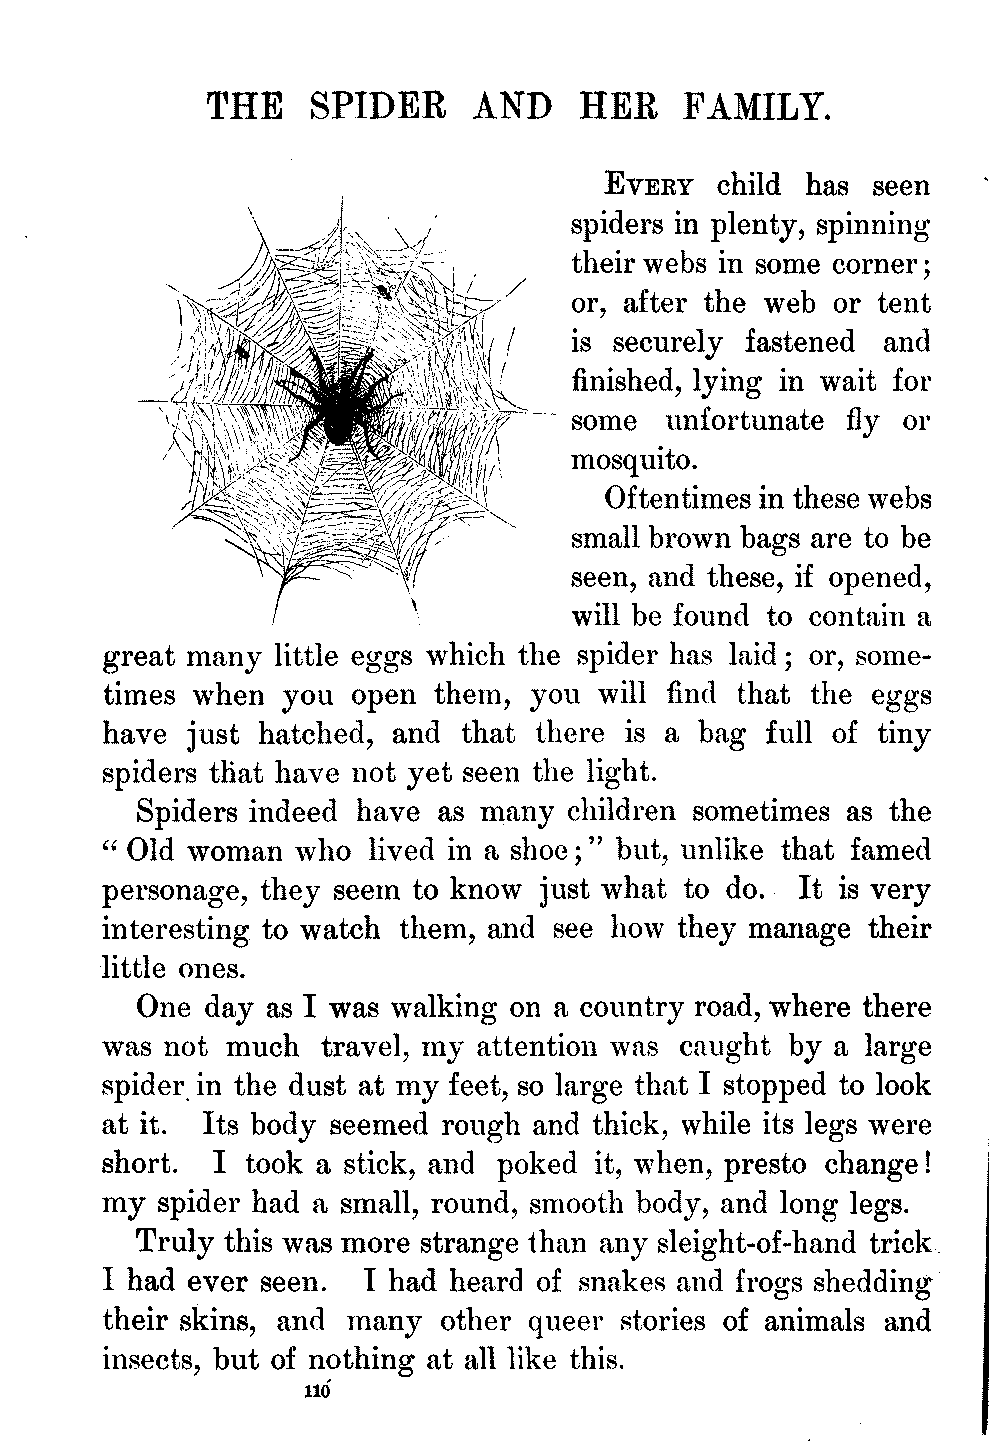 THE SPIDER AND HER FAMILY.
EVERY child has seen
spiders in plenty, spinning
their webs in some corner;
or, after the web or tent
is securely fastened and
finished, lying in wait for
some unfortunate fly or
mosquito.
Oftentimes in these webs
small brown bags are to be
seen, and these, if opened,
will be found to contain a
great many little eggs which the spider has laid; or, some-
times when you open them, you will find that the eggs
have just hatched, and that there is a bag full of tiny
spiders that have not yet seen the light.
Spiders indeed have as many children sometimes as the
"Old woman who lived in a shoe;" but, unlike that famed
personage, they seem to know just what to do. It is very
interesting to watch them, and see how they manage their
little ones.
One day as I was walking on a country road, where there
was not much travel, my attention was caught by a large
spider in the dust at my feet, so large that I stopped to look
at it. Its body seemed rough and thick, while its legs were
short. I took a stick, and poked it, when, presto change!
my spider had a small, round, smooth body, and long legs.
Truly this was more strange than any sleight-of-hand trick
I had ever seen. I had heard of snakes and frogs shedding
their skins, and many other queer stories of animals and
insects, but of nothing at all like this.
110